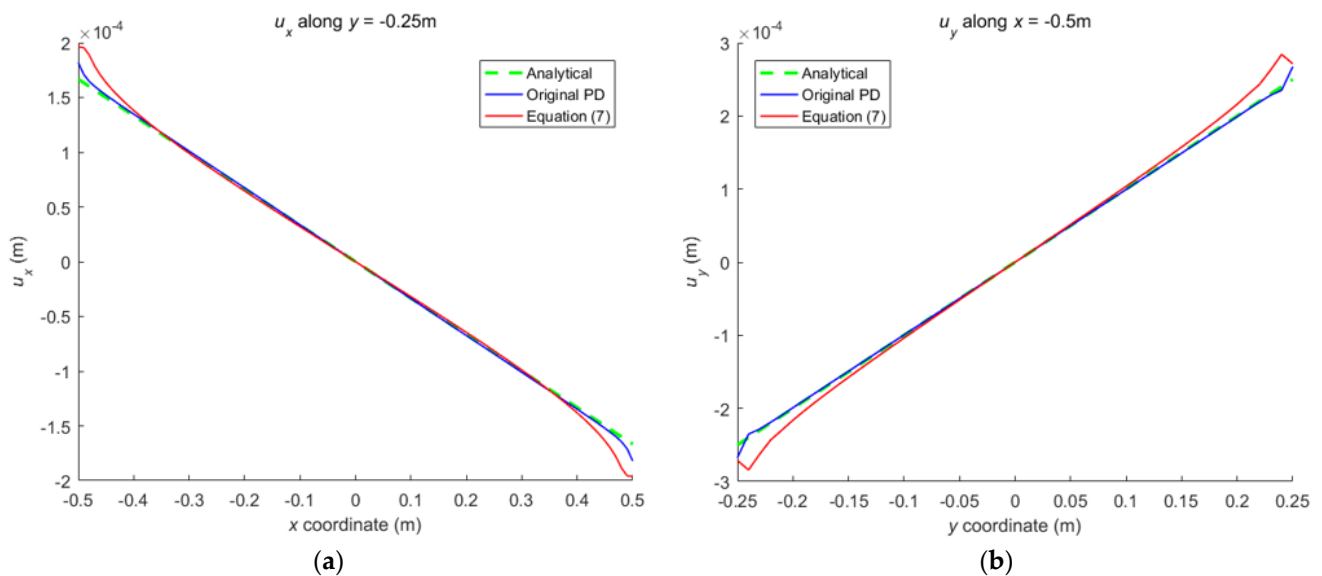 u_x along y = -0.25m
×10⁻⁴
2
1.5
1
0.5
0
-0.5
-1
-1.5
-2
u_x (m)
Analytical
Original PD
Equation (7)
-0.5 -0.4 -0.3 -0.2 -0.1 0 0.1 0.2 0.3 0.4 0.5
x coordinate (m)
(a)
u_y along x = -0.5m
×10⁻⁴
3
2
1
0
-1
-2
-3
u_y (m)
Analytical
Original PD
Equation (7)
-0.25 -0.2 -0.15 -0.1 -0.05 0 0.05 0.1 0.15 0.2 0.25
y coordinate (m)
(b)